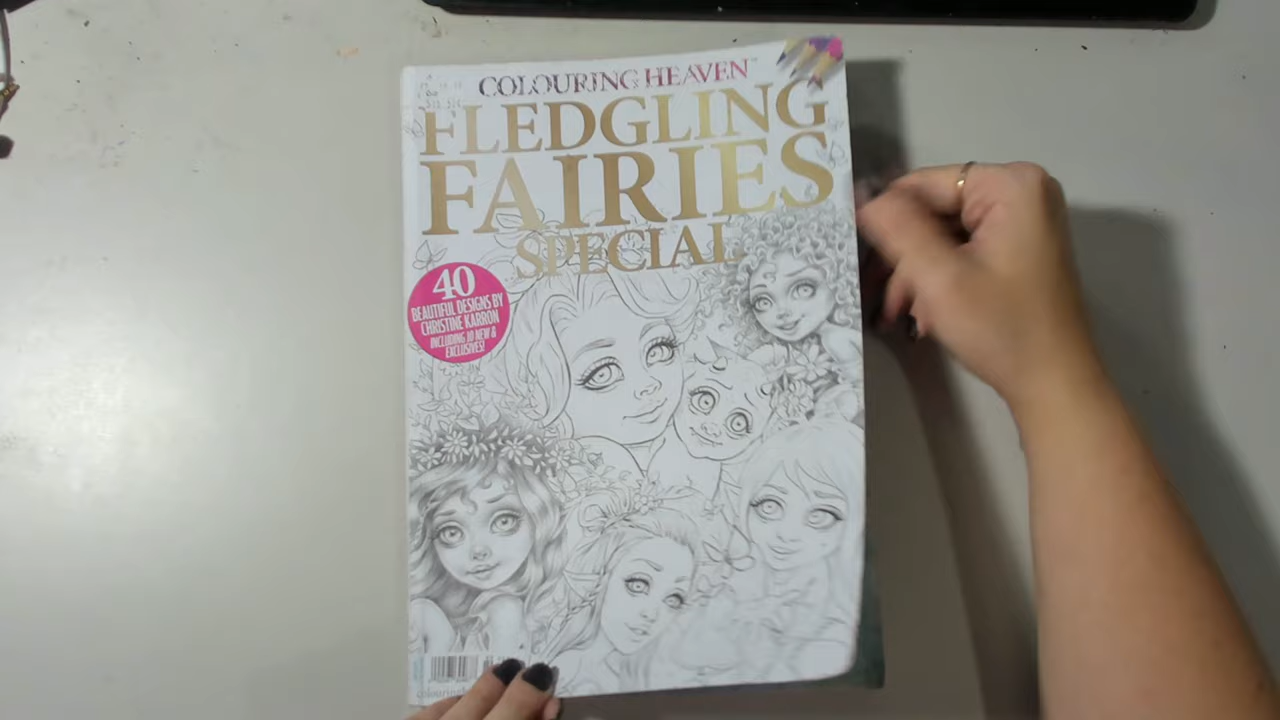 COLOURING HEAVEN
FLEDGLING
FAIRIES
SPECIAL
40
BEAUTIFUL DESIGNS BY
CHRISTINE KARRON
INCLUDING 10 NEW &
EXCLUSIVES!